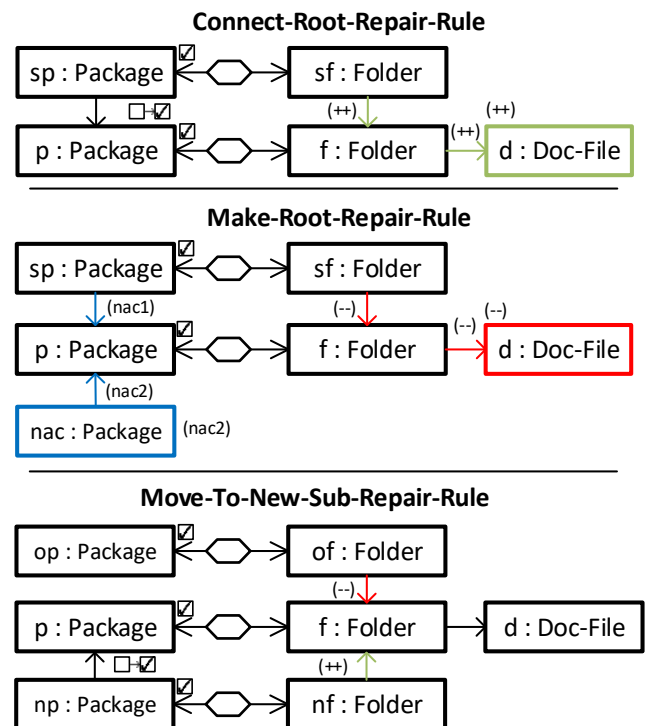 Connect-Root-Repair-Rule
sp : Package
sf : Folder
(++)
(++)
(++)
p : Package
f : Folder
d : Doc-File
Make-Root-Repair-Rule
sp : Package
sf : Folder
(nac1)
(--)
(--)
(--)
p : Package
f : Folder
d : Doc-File
(nac2)
nac : Package
(nac2)
Move-To-New-Sub-Repair-Rule
op : Package
of : Folder
(--)
p : Package
f : Folder
d : Doc-File
(++)
np : Package
nf : Folder